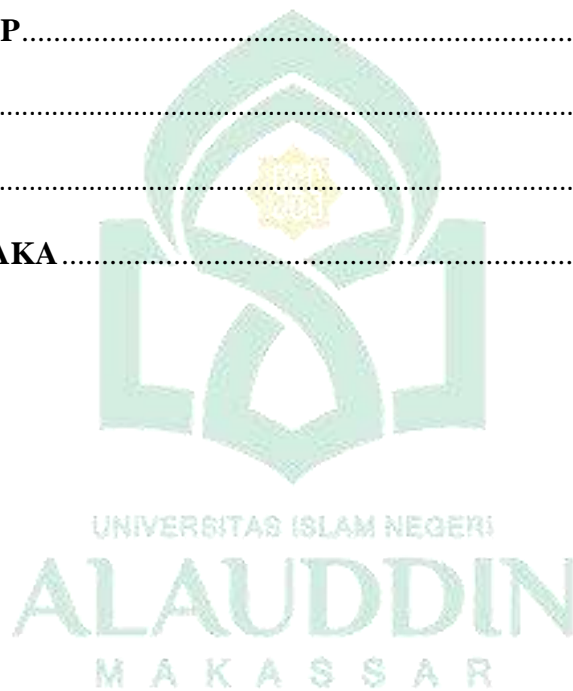 P....................................................................................................
....................................................................................................
....................................................................................................
AKA....................................................................................................
UNIVERSITAS ISLAM NEGERI
ALAUDDIN
MAKASSAR